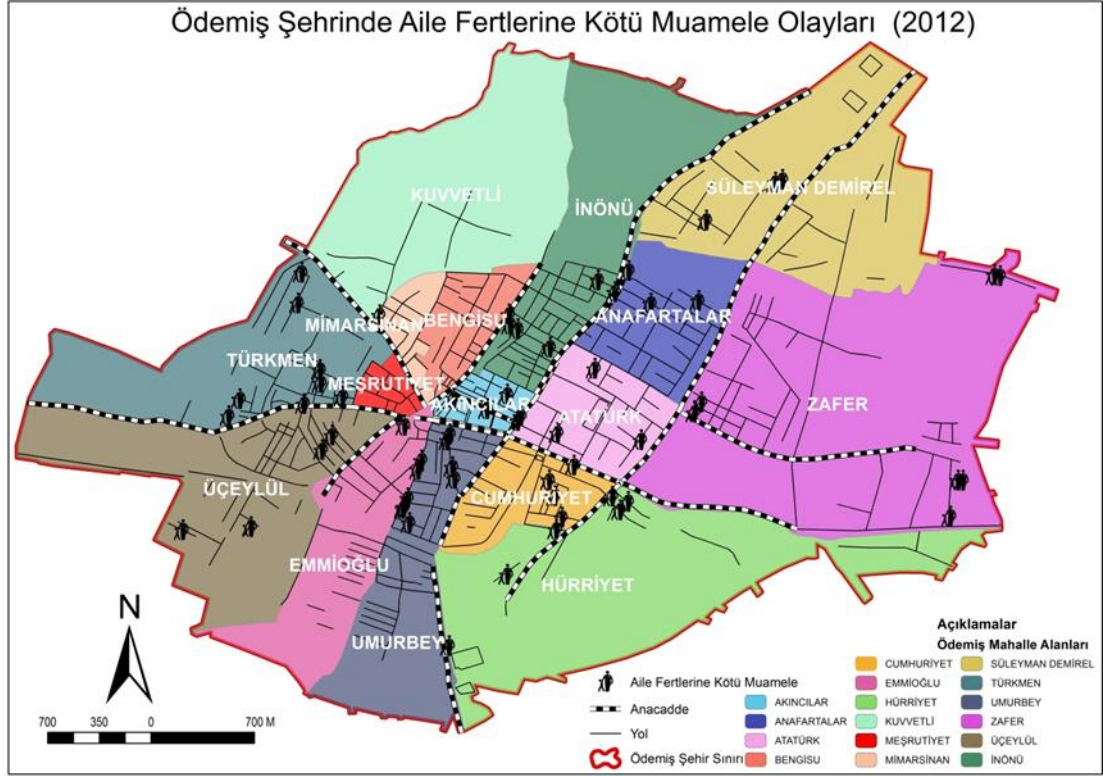 Ödemiş Şehrinde Aile Fertlerine Kötü Muamele Olayları (2012)
SÜLEYMAN DEMİREL
KUVVETLİ
İNÖNÜ
ANAFARTALAR
MİMARSİNAN
BENGİSU
TÜRKMEN
MEŞRUTİYET
AKINCILAR
ATATÜRK
ZAFER
ÜÇEYLÜL
CUMHURİYET
EMMİOĞLU
HÜRRİYET
UMURBEY
N
700 350 0 700 M
Açıklamalar
Ödemiş Mahalle Alanları
Aile Fertlerine Kötü Muamele
Anacadde
Yol
Ödemiş Şehir Sınırı
AKINCILAR
ANAFARTALAR
ATATÜRK
BENGİSU
CUMHURİYET
EMMİOĞLU
HÜRRİYET
KUVVETLİ
MEŞRUTİYET
MİMARSİNAN
SÜLEYMAN DEMİREL
TÜRKMEN
UMURBEY
ZAFER
ÜÇEYLÜL
İNÖNÜ